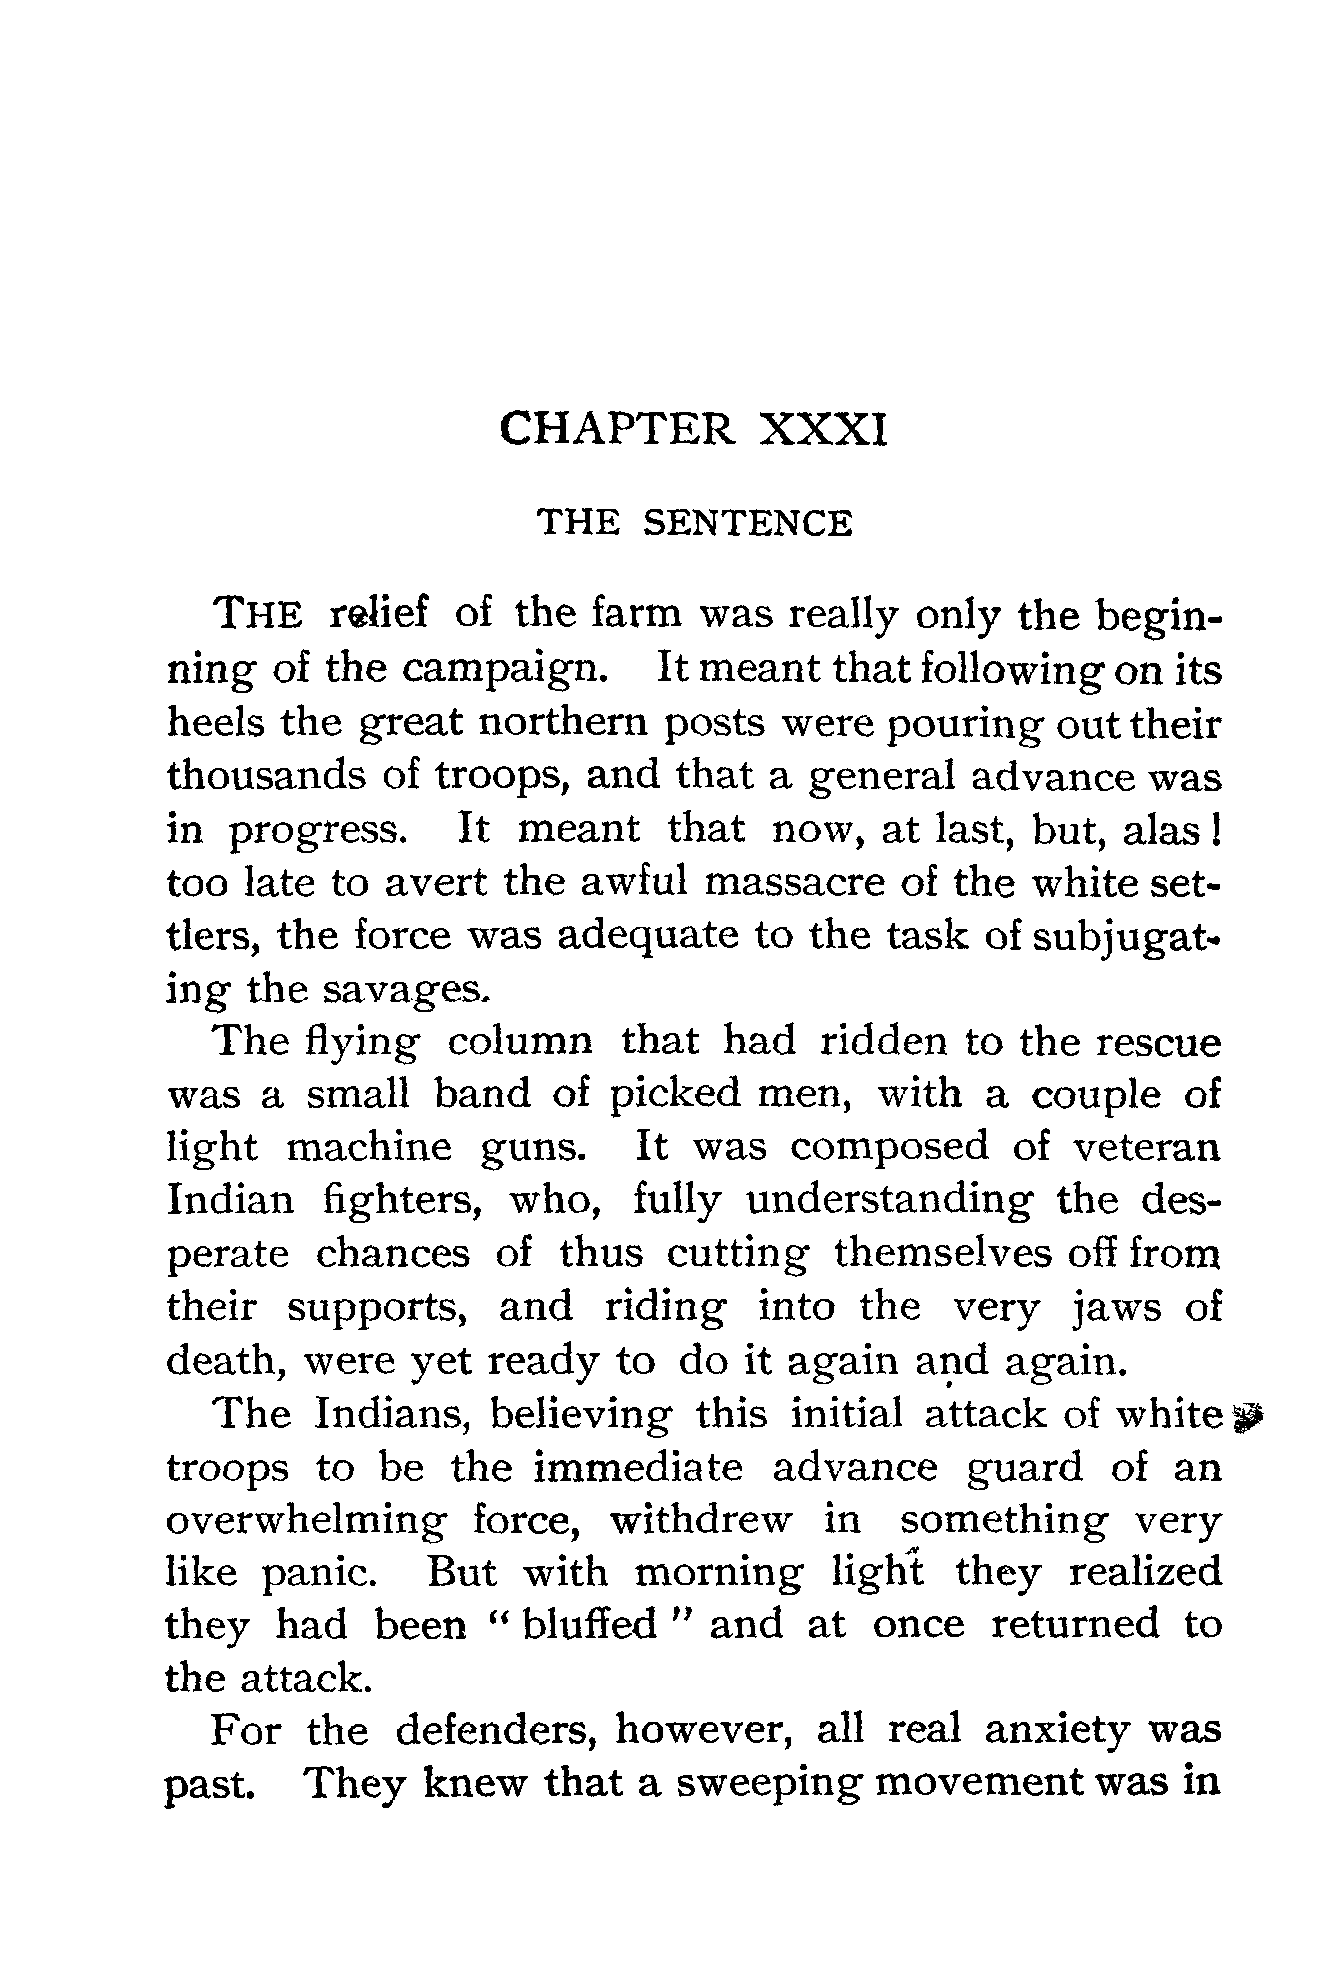 CHAPTER XXXI
THE SENTENCE
THE relief of the farm was really only the begin-
ning of the campaign. It meant that following on its
heels the great northern posts were pouring out their
thousands of troops, and that a general advance was
in progress. It meant that now, at last, but, alas!
too late to avert the awful massacre of the white set-
tlers, the force was adequate to the task of subjugat-
ing the savages.
The flying column that had ridden to the rescue
was a small band of picked men, with a couple of
light machine guns. It was composed of veteran
Indian fighters, who, fully understanding the des-
perate chances of thus cutting themselves off from
their supports, and riding into the very jaws of
death, were yet ready to do it again and again.
The Indians, believing this initial attack of white
troops to be the immediate advance guard of an
overwhelming force, withdrew in something very
like panic. But with morning light they realized
they had been “ bluffed ” and at once returned to
the attack.
For the defenders, however, all real anxiety was
past. They knew that a sweeping movement was in